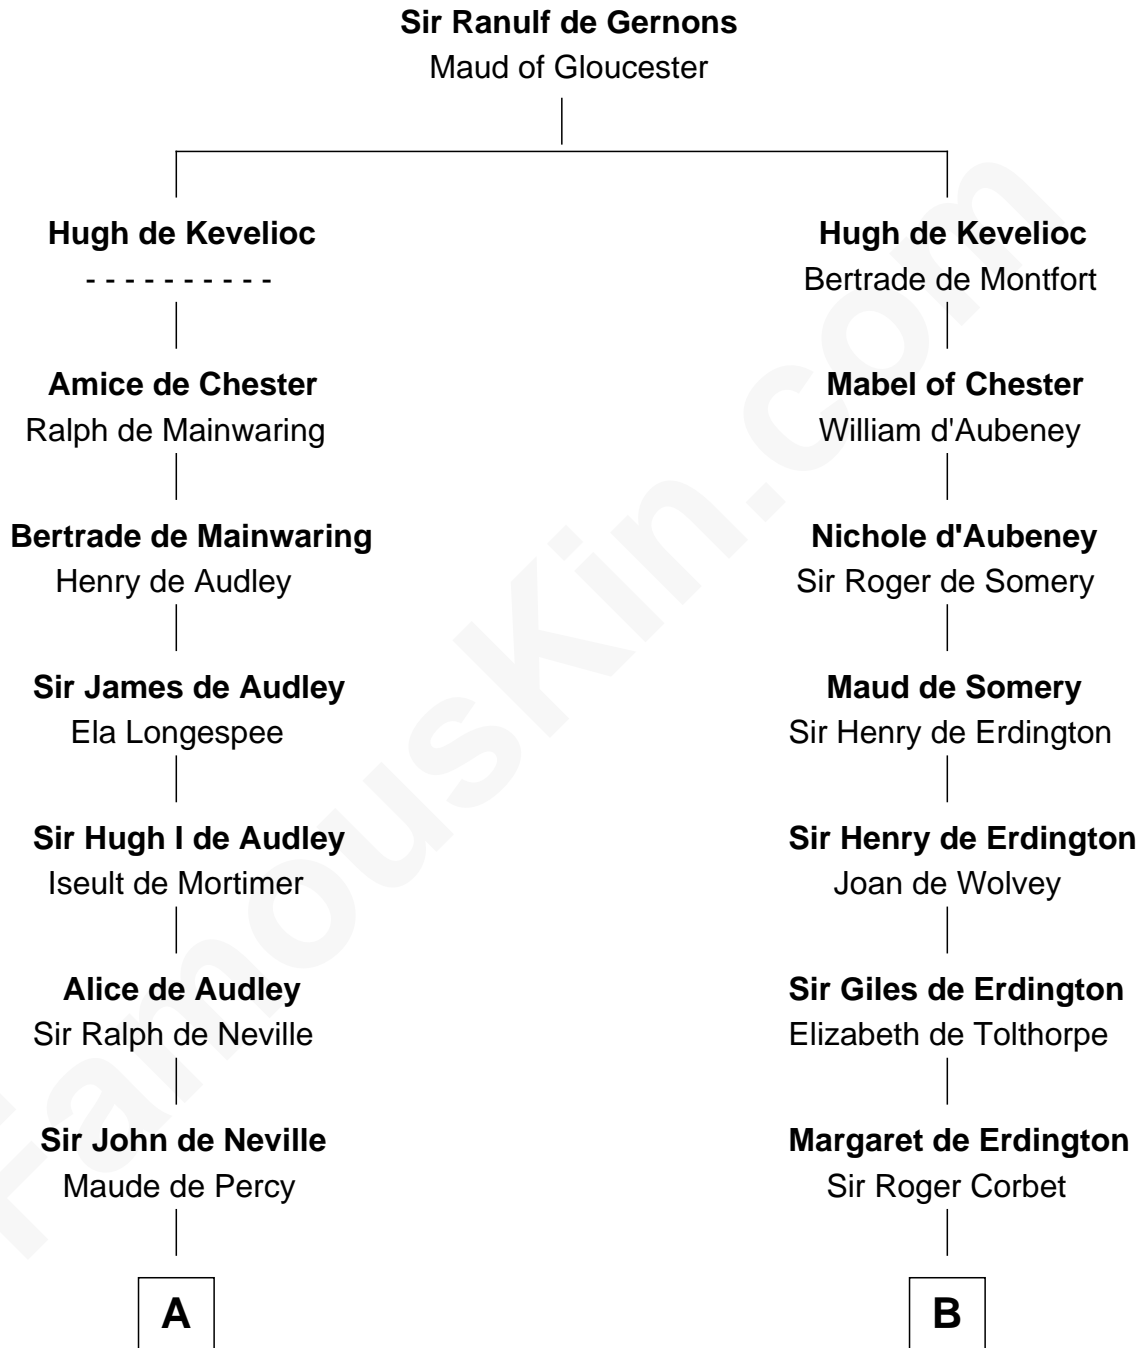 Sir Ranulf de Gernons
Maud of Gloucester
Hugh de Kevelioc
- - - - - - - - - -
Amice de Chester
Ralph de Mainwaring
Bertrade de Mainwaring
Henry de Audley
Sir James de Audley
Ela Longespee
Sir Hugh I de Audley
Iseult de Mortimer
Alice de Audley
Sir Ralph de Neville
Sir John de Neville
Maude de Percy
A
Hugh de Kevelioc
Bertrade de Montfort
Mabel of Chester
William d'Aubeney
Nichole d'Aubeney
Sir Roger de Somery
Maud de Somery
Sir Henry de Erdington
Sir Henry de Erdington
Joan de Wolvey
Sir Giles de Erdington
Elizabeth de Tolthorpe
Margaret de Erdington
Sir Roger Corbet
B
FamousKin.com